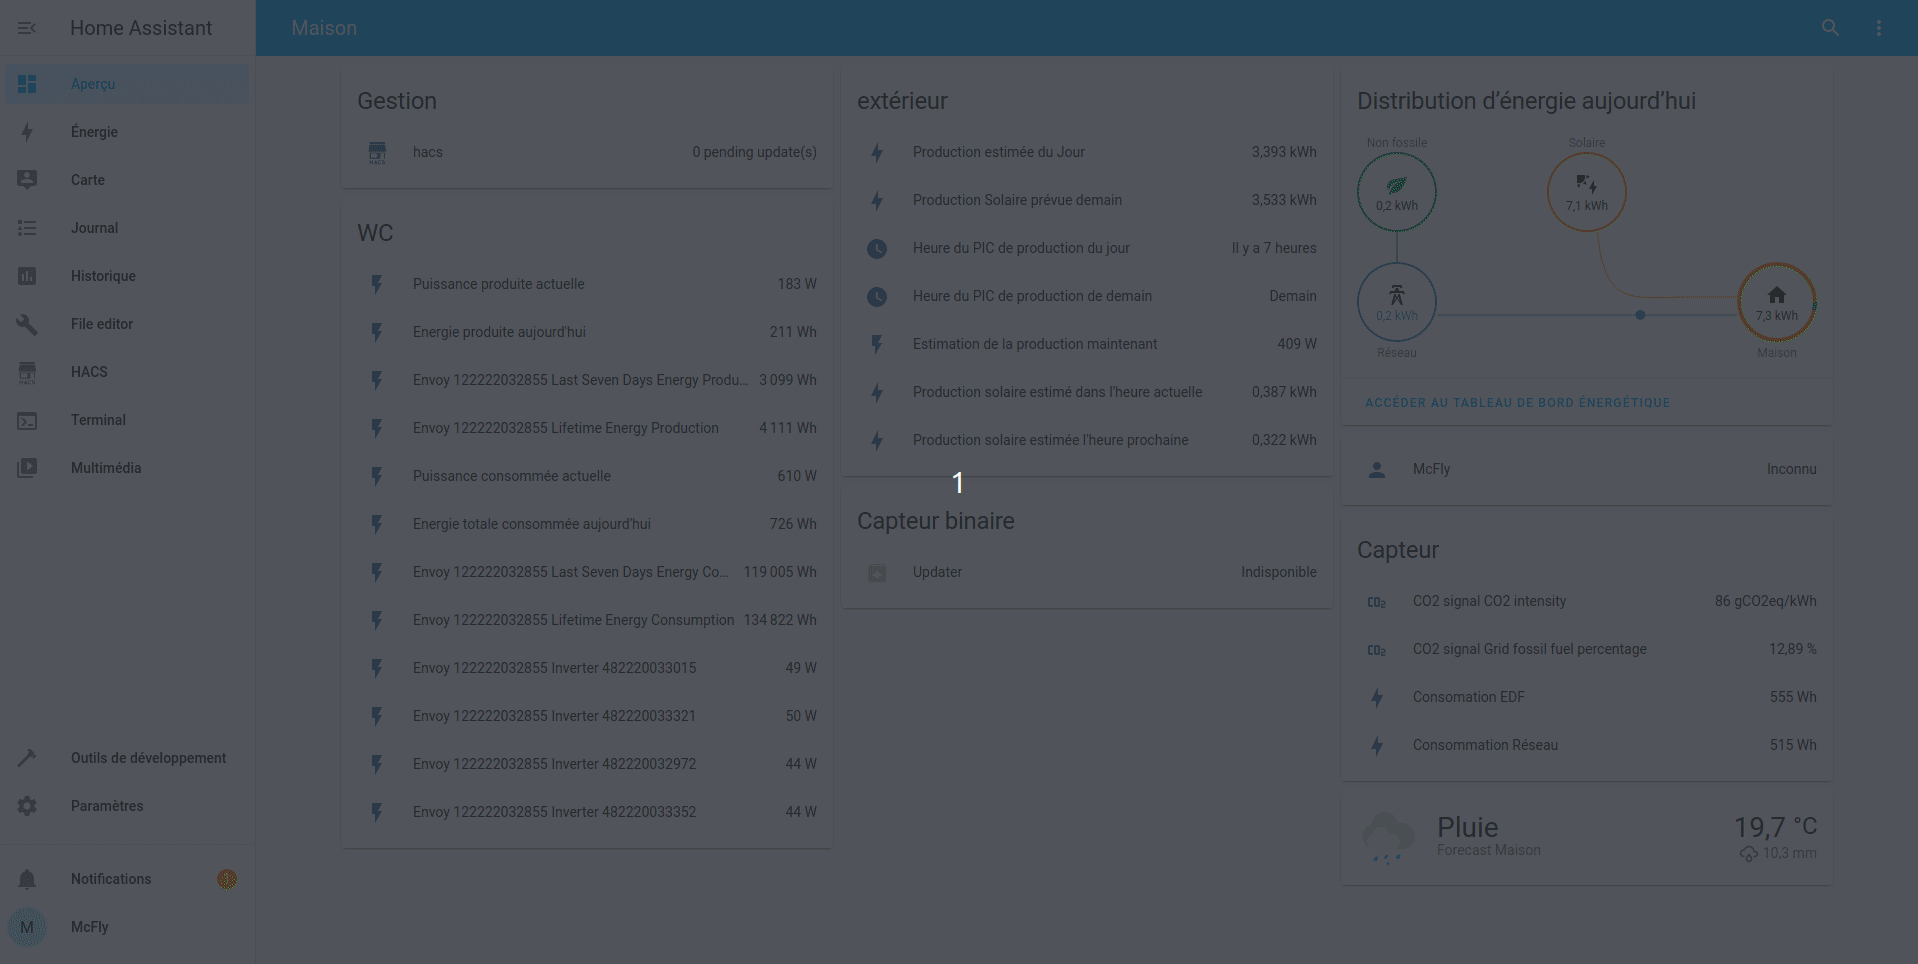 Home Assistant
Maison
Aperçu
Énergie
Carte
Journal
Historique
File editor
HACS
HACS
Terminal
Multimédia
Outils de développement
Paramètres
Notifications
1
M
McFly
Gestion
HACS
hacs
0 pending update(s)
WC
Puissance produite actuelle 183 W
Energie produite aujourd'hui 211 Wh
Envoy 122222032855 Last Seven Days Energy Produ... 3 099 Wh
Envoy 122222032855 Lifetime Energy Production 4 111 Wh
Puissance consommée actuelle 610 W
Energie totale consommée aujourd'hui 726 Wh
Envoy 122222032855 Last Seven Days Energy Co... 119 005 Wh
Envoy 122222032855 Lifetime Energy Consumption 134 822 Wh
Envoy 122222032855 Inverter 482220033015 49 W
Envoy 122222032855 Inverter 482220033321 50 W
Envoy 122222032855 Inverter 482220032972 44 W
Envoy 122222032855 Inverter 482220033352 44 W
extérieur
Production estimée du Jour 3,393 kWh
Production Solaire prévue demain 3,533 kWh
Heure du PIC de production du jour Il y a 7 heures
Heure du PIC de production de demain Demain
Estimation de la production maintenant 409 W
Production solaire estimé dans l'heure actuelle 0,387 kWh
Production solaire estimée l'heure prochaine 0,322 kWh
1
Capteur binaire
Updater Indisponible
Distribution d’énergie aujourd’hui
Non fossile
0,2 kWh
Solaire
7,1 kWh
0,2 kWh
Réseau
7,3 kWh
Maison
ACCÉDER AU TABLEAU DE BORD ÉNERGÉTIQUE
McFly Inconnu
Capteur
CO2 CO2 signal CO2 intensity 86 gCO2eq/kWh
CO2 CO2 signal Grid fossil fuel percentage 12,89 %
Consomation EDF 555 Wh
Consommation Réseau 515 Wh
Pluie 19,7 °C
Forecast Maison 10,3 mm